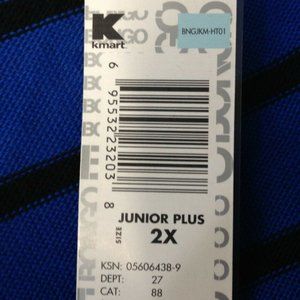 K
kmart
BNGJKM-HT01
6 95532 23203 8
SIZE
JUNIOR PLUS
2X
KSN: 05606438-9
DEPT: 27
CAT: 88